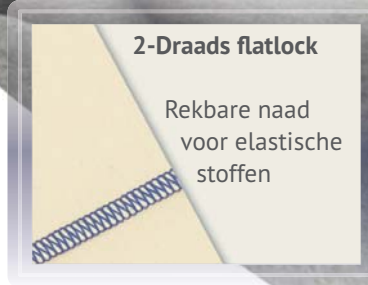 2-Draads flatlock
Rekbare naad
voor elastische
stoffen